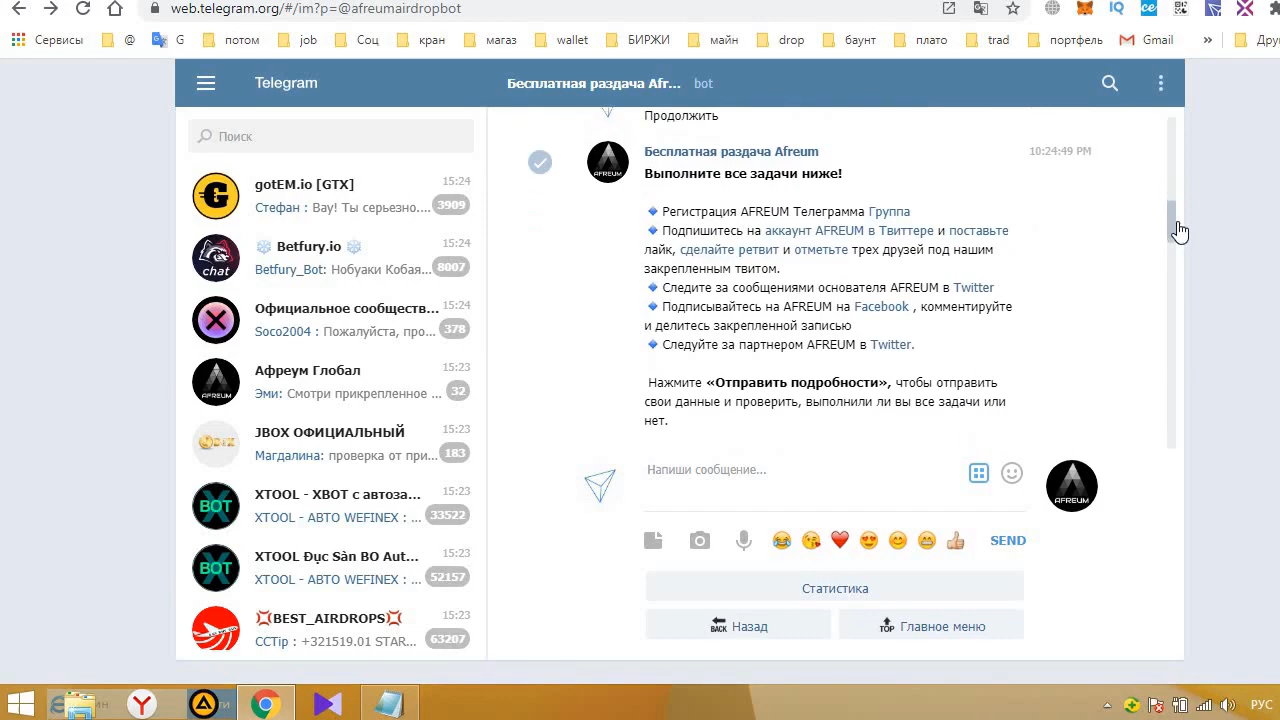 web.telegram.org/#/im?p=@afreumairdropbot
Сервисы @ G потом job Соц кран магаз wallet БИРЖИ майн drop баунт плато trad портфель Gmail »
Telegram
Бесплатная раздача Afr... bot
Поиск
gotEM.io [GTX] 15:24
Стефан : Вау! Ты серьезно.... 3909
Betfury.io 15:24
chat
Betfury_Bot: Нобуки Кобая... 8007
Официальное сообществ... 15:24
Soco2004 : Пожалуйста, про... 378
Афреум Глобал 15:23
AFREUM
Эми: Смотри прикрепленное ... 32
JBOX ОФИЦИАЛЬНЫЙ 15:23
Магдалина: проверка от при... 183
XTOOL - XBOT с автоза... 15:23
BOT
XTOOL - АВТО WEFINEX : ... 33522
XTOOL Đục Sàn BO Aut... 15:23
BOT
XTOOL - АВТО WEFINEX : ... 52157
💢BEST_AIRDROPS💢 15:23
CCTip : +321519.01 STAR... 63207
Продолжить
Бесплатная раздача Afreum 10:24:49 PM
AFREUM
Выполните все задачи ниже!
🔹 Регистрация AFREUM Телеграмма Группа
🔹 Подпишитесь на аккаунт AFREUM в Твиттере и поставьте
лайк, сделайте ретвит и отметьте трех друзей под нашим
закрепленным твитом.
🔹 Следите за сообщениями основателя AFREUM в Twitter
🔹 Подписывайтесь на AFREUM на Facebook , комментируйте
и делитесь закрепленной записью
🔹 Следуйте за партнером AFREUM в Twitter.
Нажмите «Отправить подробности», чтобы отправить
свои данные и проверить, выполнили ли вы все задачи или
нет.
Напиши сообщение...
AFREUM
SEND
Статистика
BACK Назад
TOP Главное меню
РУС